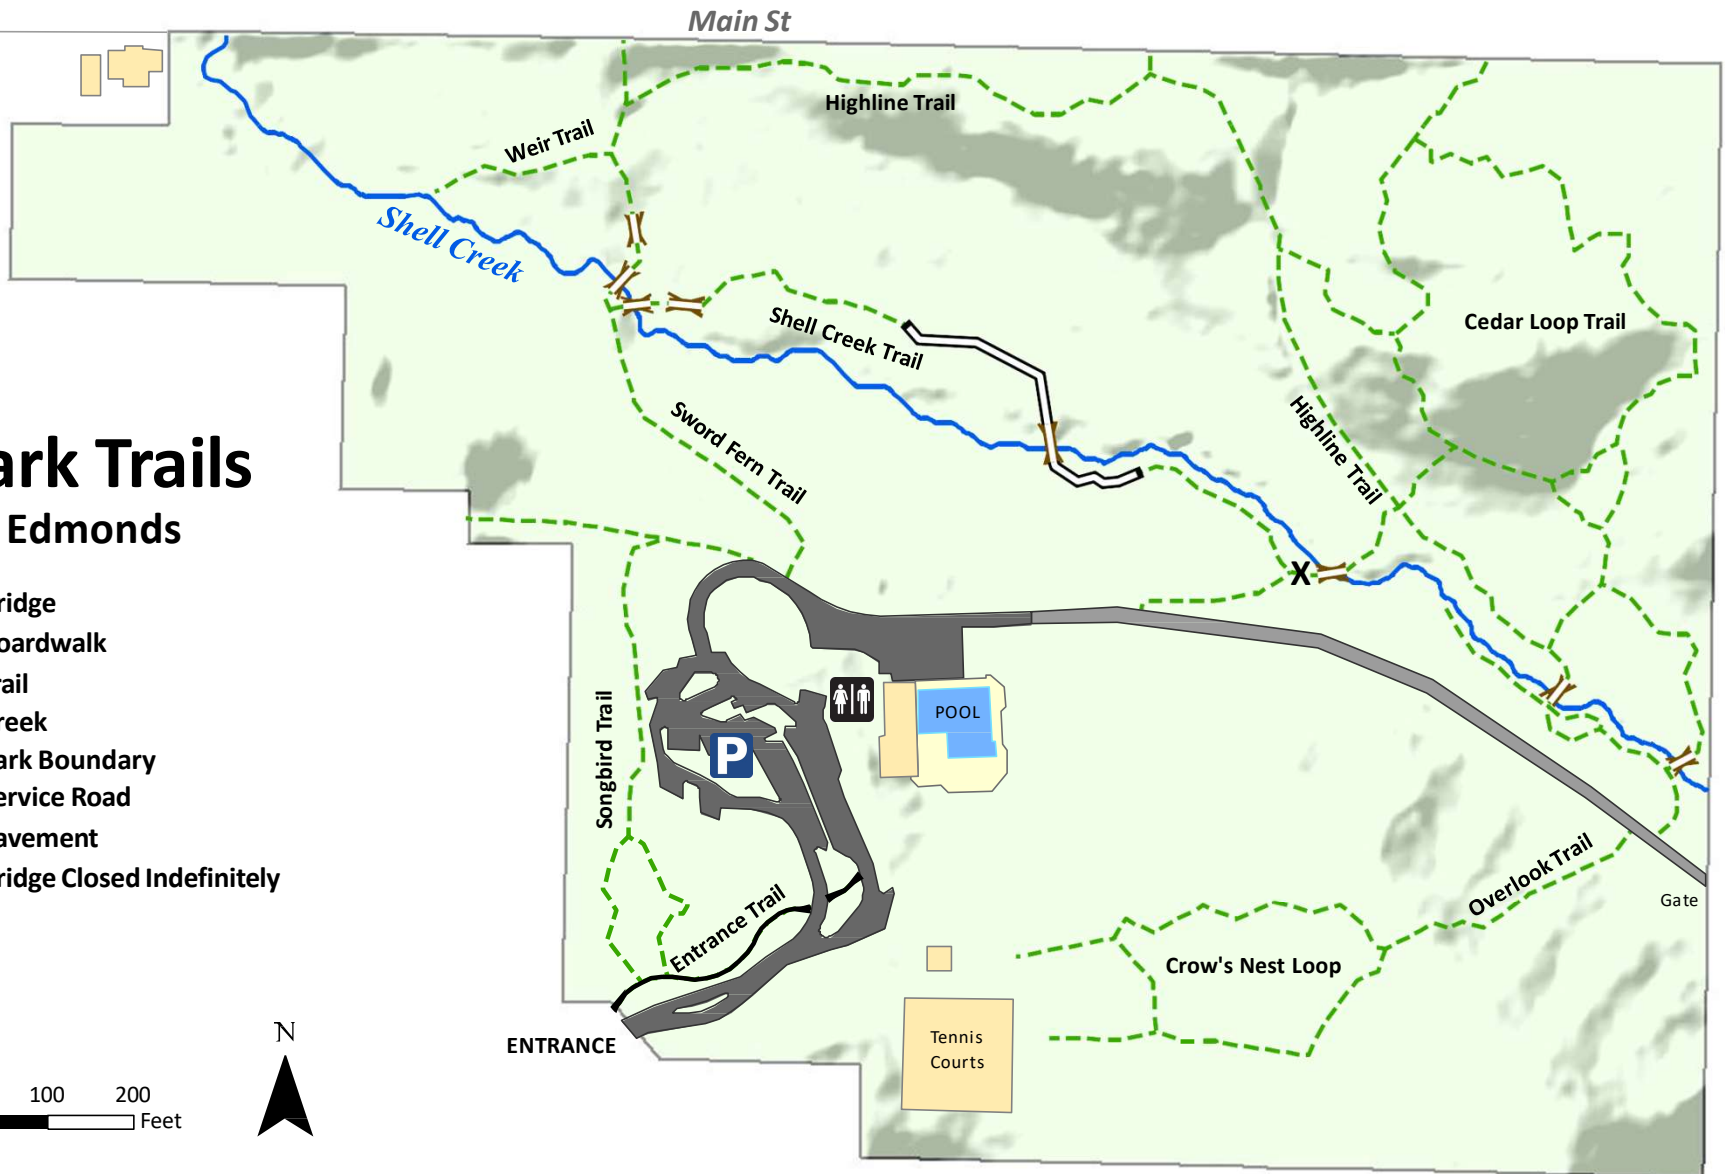 Main St
Highline Trail
Weir Trail
Shell Creek
Cedar Loop Trail
Shell Creek Trail
Highline Trail
Sword Fern Trail
ark Trails
Edmonds
X
ridge
oardwalk
rail
reek
ark Boundary
ervice Road
avement
ridge Closed Indefinitely
POOL
P
Songbird Trail
Overlook Trail
Gate
Entrance Trail
Crow's Nest Loop
N
ENTRANCE
Tennis
Courts
100 200
Feet